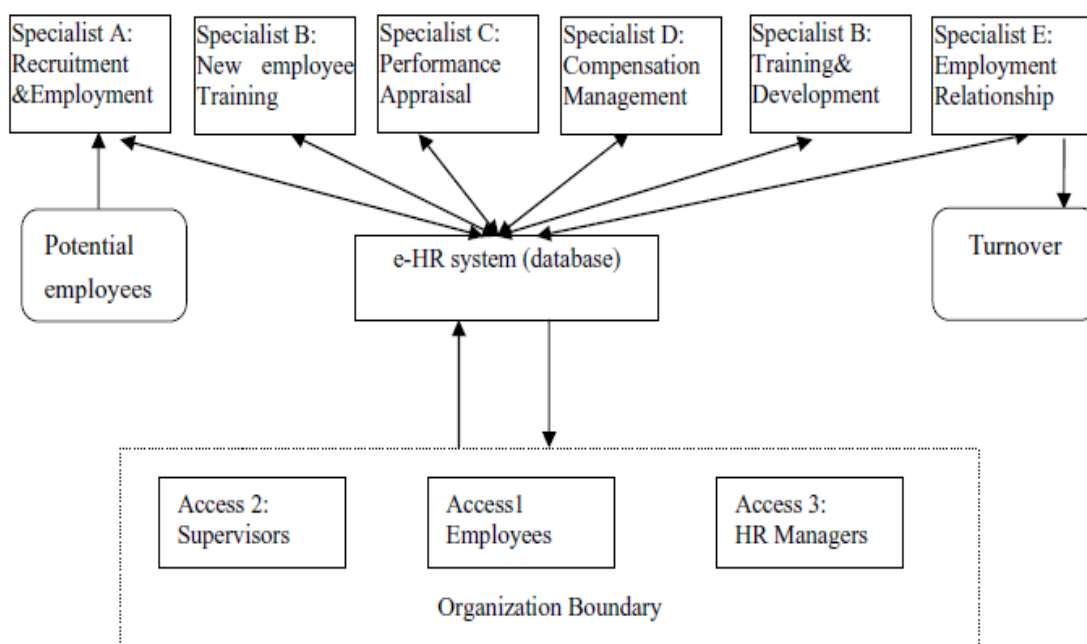 Specialist A:
Recruitment
&Employment
Specialist B:
New employee
Training
Specialist C:
Performance
Appraisal
Specialist D:
Compensation
Management
Specialist B:
Training&
Development
Specialist E:
Employment
Relationship
Potential
employees
e-HR system (database)
Turnover
Access 2:
Supervisors
Access1
Employees
Access 3:
HR Managers
Organization Boundary